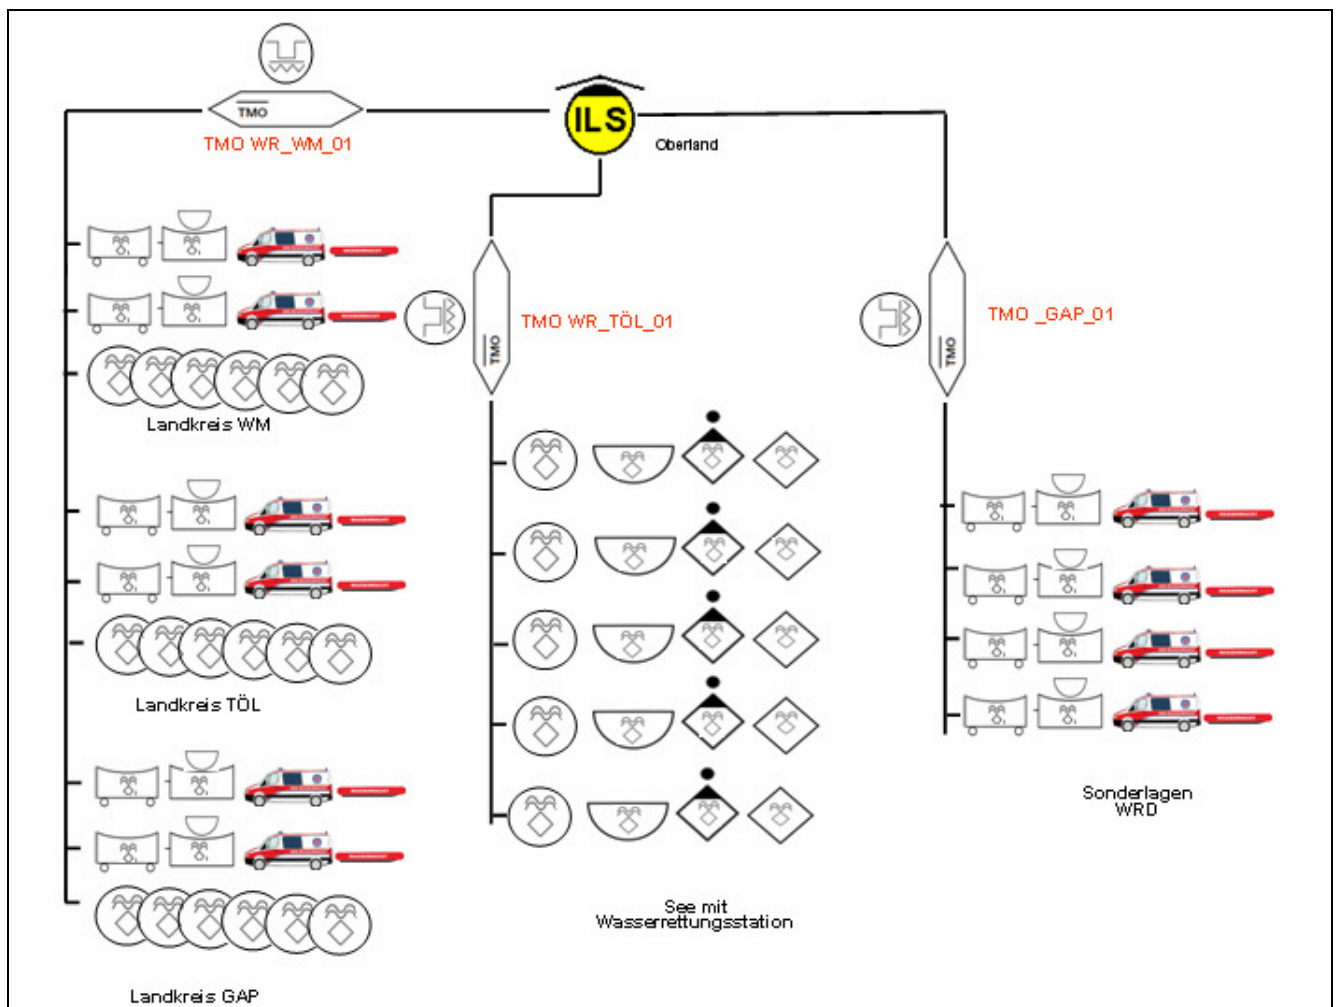 TMO
TMO WR_WM_01
ILS
Oberland
TMO
TMO WR_TÖL_01
TMO
TMO _GAP_01
Landkreis WM
Landkreis TÖL
Landkreis GAP
See mit
Wasserrettungsstation
Sonderlagen
WRD